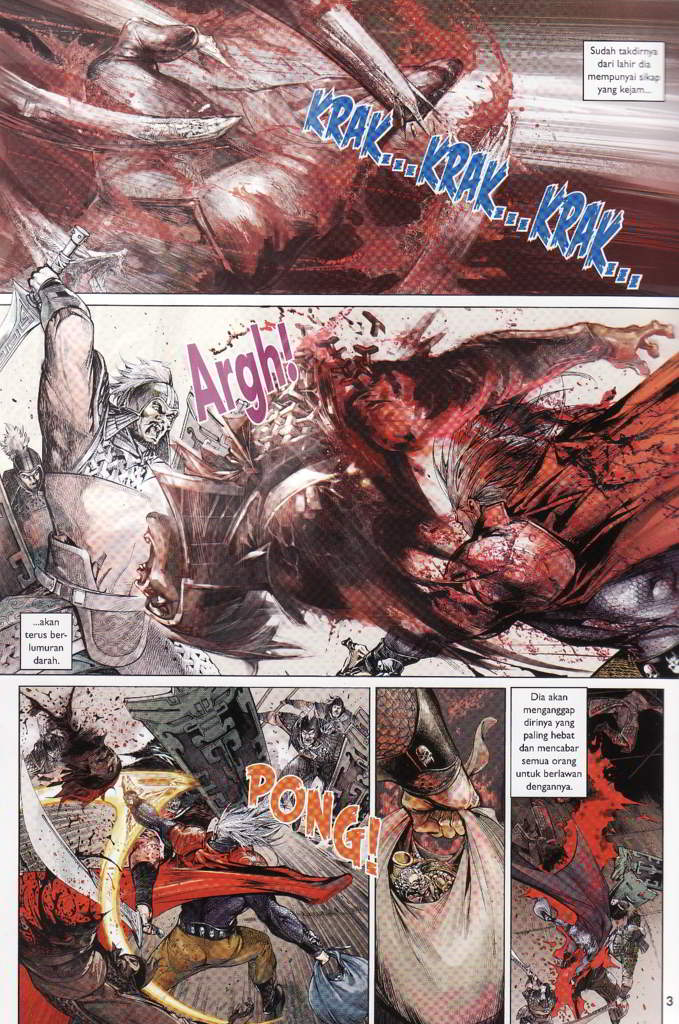 Sudah takdirnya
dari lahir dia
mempunyai sikap
yang kejam...
KRAK...KRAK...KRAK...
Argh!
...akan
terus ber-
lumuran
darah.
PONG!
Dia akan
menganggap
dirinya yang
paling hebat
dan mencabar
semua orang
untuk berlawan
dengannya.
3